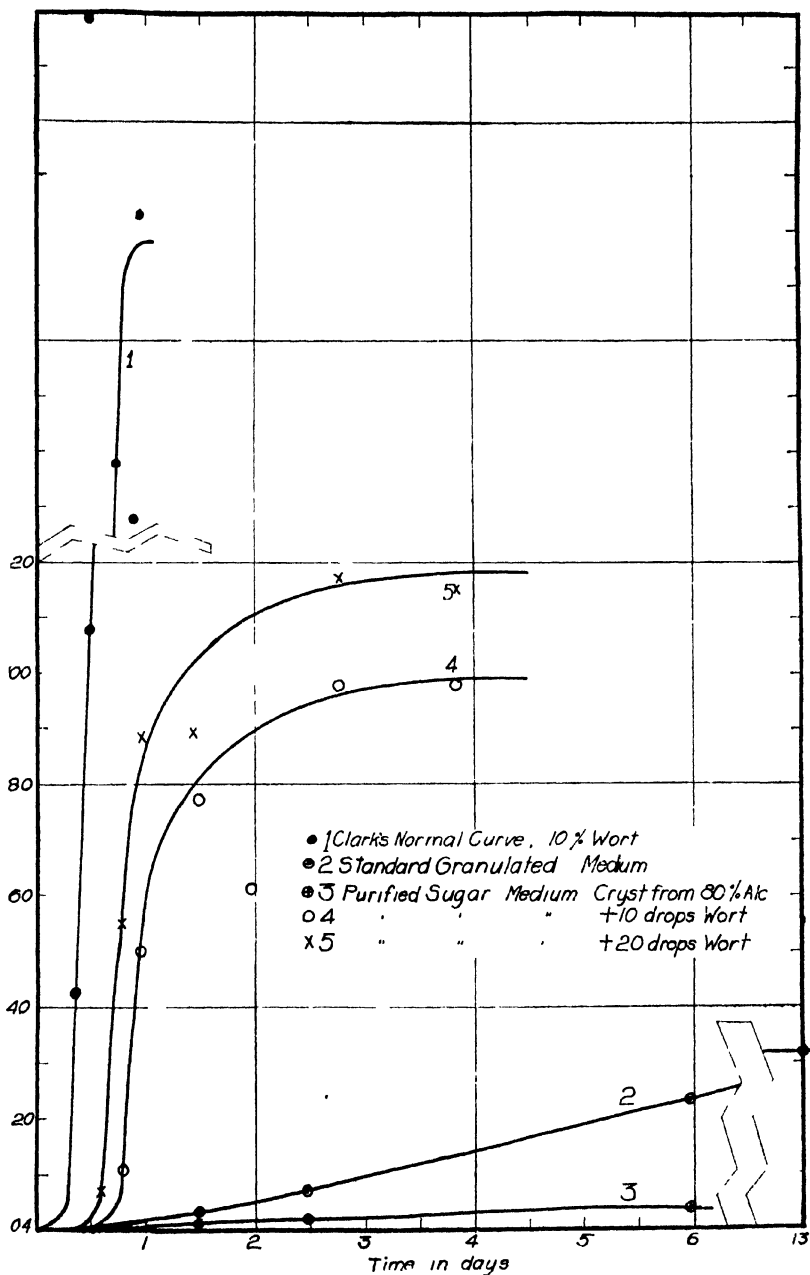 1
20
5
4
00
80
1 Clark's Normal Curve, 10% Wort
2 Standard Granulated Medium
3 Purified Sugar Medium Cryst from 80% Alc
60
4 " " " +10 drops Wort
5 " " " +20 drops Wort
40
2
20
3
04
1 2 3 4 5 6 13
Time in days